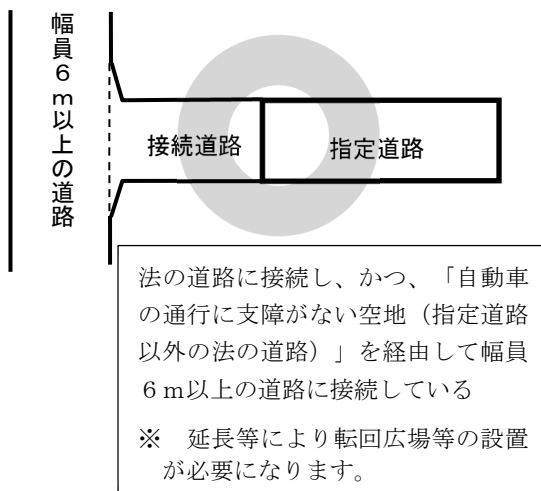 幅員６ｍ以上の道路
接続道路
指定道路
法の道路に接続し、かつ、「自動車
の通行に支障がない空地（指定道路
以外の法の道路）」を経由して幅員
６ｍ以上の道路に接続している
※　延長等により転回広場等の設置
が必要になります。